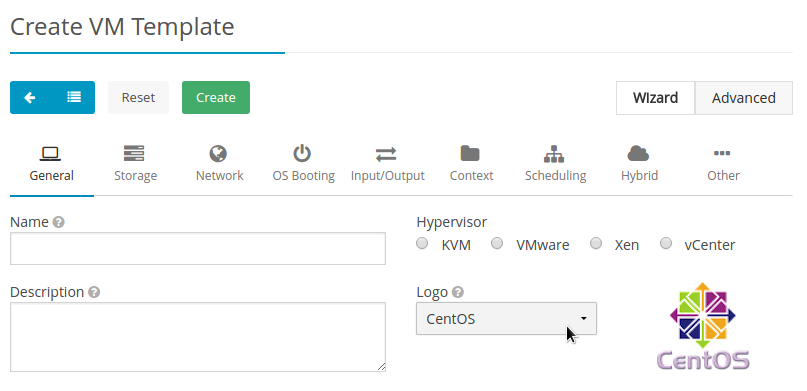 Create VM Template
Reset Create Wizard Advanced
General Storage Network OS Booting Input/Output Context Scheduling Hybrid Other
Name Hypervisor
KVM VMware Xen vCenter
Description Logo
CentOS
CentOS